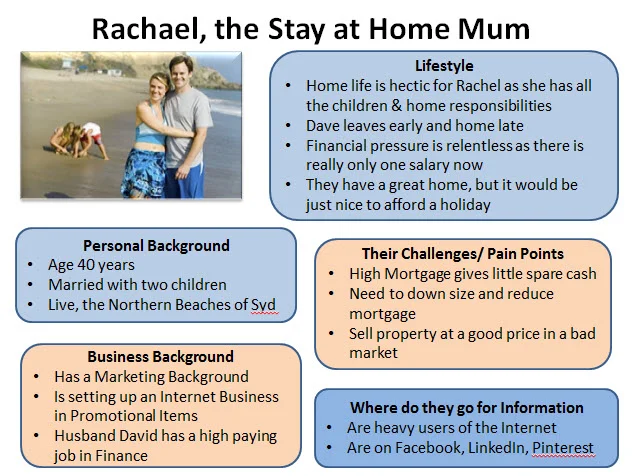 Rachael, the Stay at Home Mum
Lifestyle
• Home life is hectic for Rachel as she has all
the children & home responsibilities
• Dave leaves early and home late
• Financial pressure is relentless as there is
really only one salary now
• They have a great home, but it would be
just nice to afford a holiday
Personal Background
• Age 40 years
• Married with two children
• Live, the Northern Beaches of Syd
Their Challenges/ Pain Points
• High Mortgage gives little spare cash
• Need to down size and reduce
mortgage
• Sell property at a good price in a bad
market
Business Background
• Has a Marketing Background
• Is setting up an Internet Business
in Promotional Items
• Husband David has a high paying
job in Finance
Where do they go for Information
• Are heavy users of the Internet
• Are on Facebook, LinkedIn, Pinterest